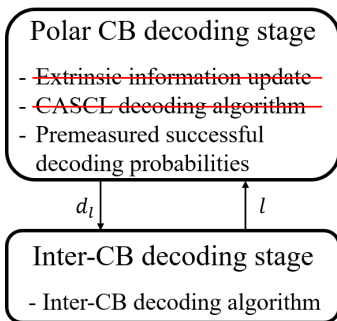 Polar CB decoding stage
- Extrinsic information update
- CASCL decoding algorithm
- Premeasured successful
decoding probabilities
d_l l
Inter-CB decoding stage
- Inter-CB decoding algorithm